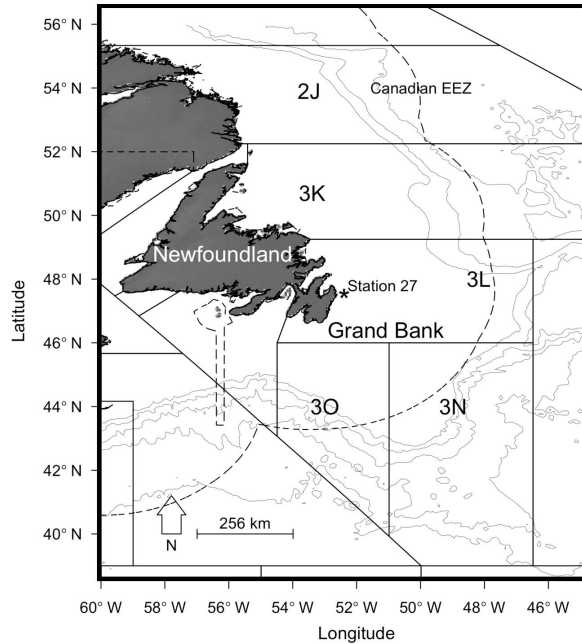 56° N
54° N
52° N
50° N
48° N
46° N
44° N
42° N
40° N
Latitude
2J
Canadian EEZ
3K
Newfoundland
3L
Station 27
*
Grand Bank
3O
3N
256 km
N
60° W
58° W
56° W
54° W
52° W
50° W
48° W
46° W
Longitude